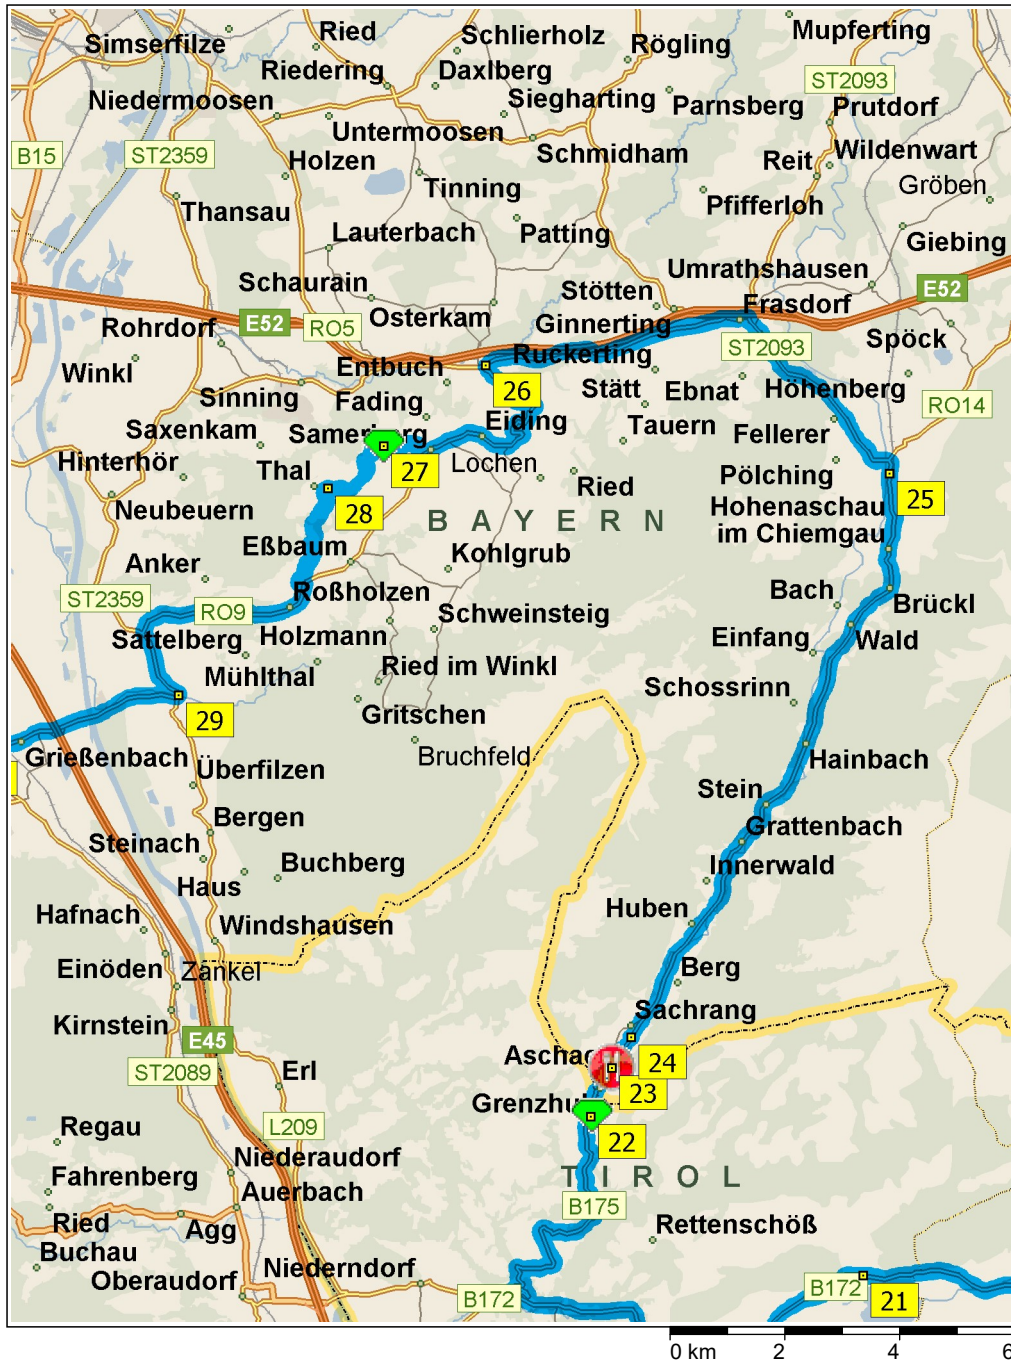 Simserfilze
Ried
Schlierholz
Rögling
Mupferting
Riedering
Daxlberg
ST2093
Niedermoosen
Siegharting
Parnsberg
Prutdorf
Untermoosen
B15
ST2359
Holzen
Schmidham
Reit
Wildenwart
Tinning
Gröben
Thansau
Pfifferloh
Lauterbach
Patting
Giebing
Umrathshausen
Schaurain
Stötten
E52
Frasdorf
Osterkam
Ginnerting
E52
RO5
Rohrdorf
Spöck
ST2093
Ruckerting
Entbuch
Winkl
26
Stätt
Ebnat
Höhenberg
Sinning
Fading
RO14
Eiding
Tauern
Fellerer
Saxenkam
Hinterhör
Lochen
27
Thal
Ried
Pölching
25
Neubeuern
28
BAYERN
Hohenaschau
im Chiemgau
Eßbaum
Kohlgrub
Anker
ST2359
RO9
Roßholzen
Bach
Brückl
Schweinsteig
Sattelberg
Holzmann
Einfang
Wald
Mühlthal
Ried im Winkl
Schossrinn
29
Gritschen
Grießenbach
Bruchfeld
Hainbach
Überfilzen
Stein
Bergen
Grattenbach
Steinach
Buchberg
Innerwald
Haus
Hafnach
Windshausen
Huben
Einöden
Zankel
Berg
Kirnstein
Sachrang
E45
24
ST2089
Erl
23
L209
22
Regau
Niederaudorf
TIROL
Fahrenberg
Auerbach
B175
Ried
Agg
Rettenschöß
Buchau
Oberaudorf
Niederndorf
B172
B172
21
0 km 2 4 6